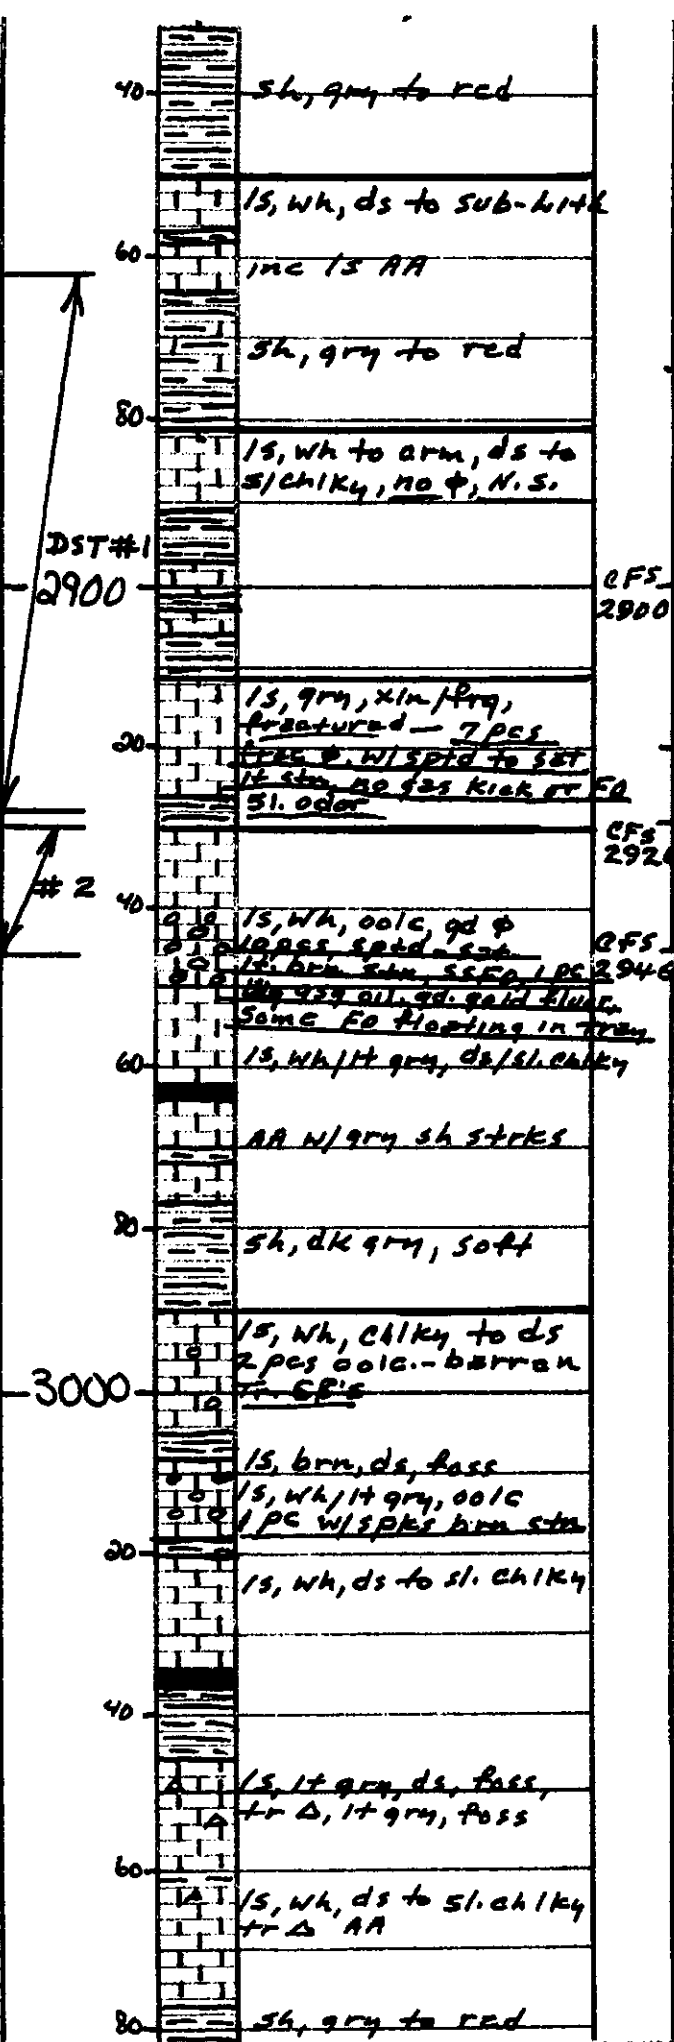 40 sh, gry to red
ls, wh, ds to sub-lith
60 inc ls AA
sh, gry to red
80
ls, wh to crm, ds to
sl chlky, no φ, N.S.
DST #1
2900
CFS
2900
ls, gry, xln/frg,
fractured — 7 pcs
20 frac φ. w/ sptd to sat
lt stn, no gas kick or FO
sl. odor
CFS
292
# 2
40 ls, wh, oolc, gd φ
10 pcs, sptd - sat.
CFS
2946
lt. brn stn, SSFO, 1 pc
gsg oil, gd. gold fluor,
Some FO floating in tray
60 ls, wh/lt gry, ds/sl. chlky
AA w/ gry sh strks
80 sh, dk gry, soft
ls, wh, chlky to ds
2 pcs oolc. - barren
3000 Tr.
ls, brn, ds, foss
ls, wh/lt gry, oolc
1 pc w/ spks brn stn
20
ls, wh, ds to sl. chlky
40
ls, lt gry, ds, foss,
tr Δ, lt gry, foss
60
ls, wh, ds to sl. chlky
tr Δ AA
80 sh, gry to red